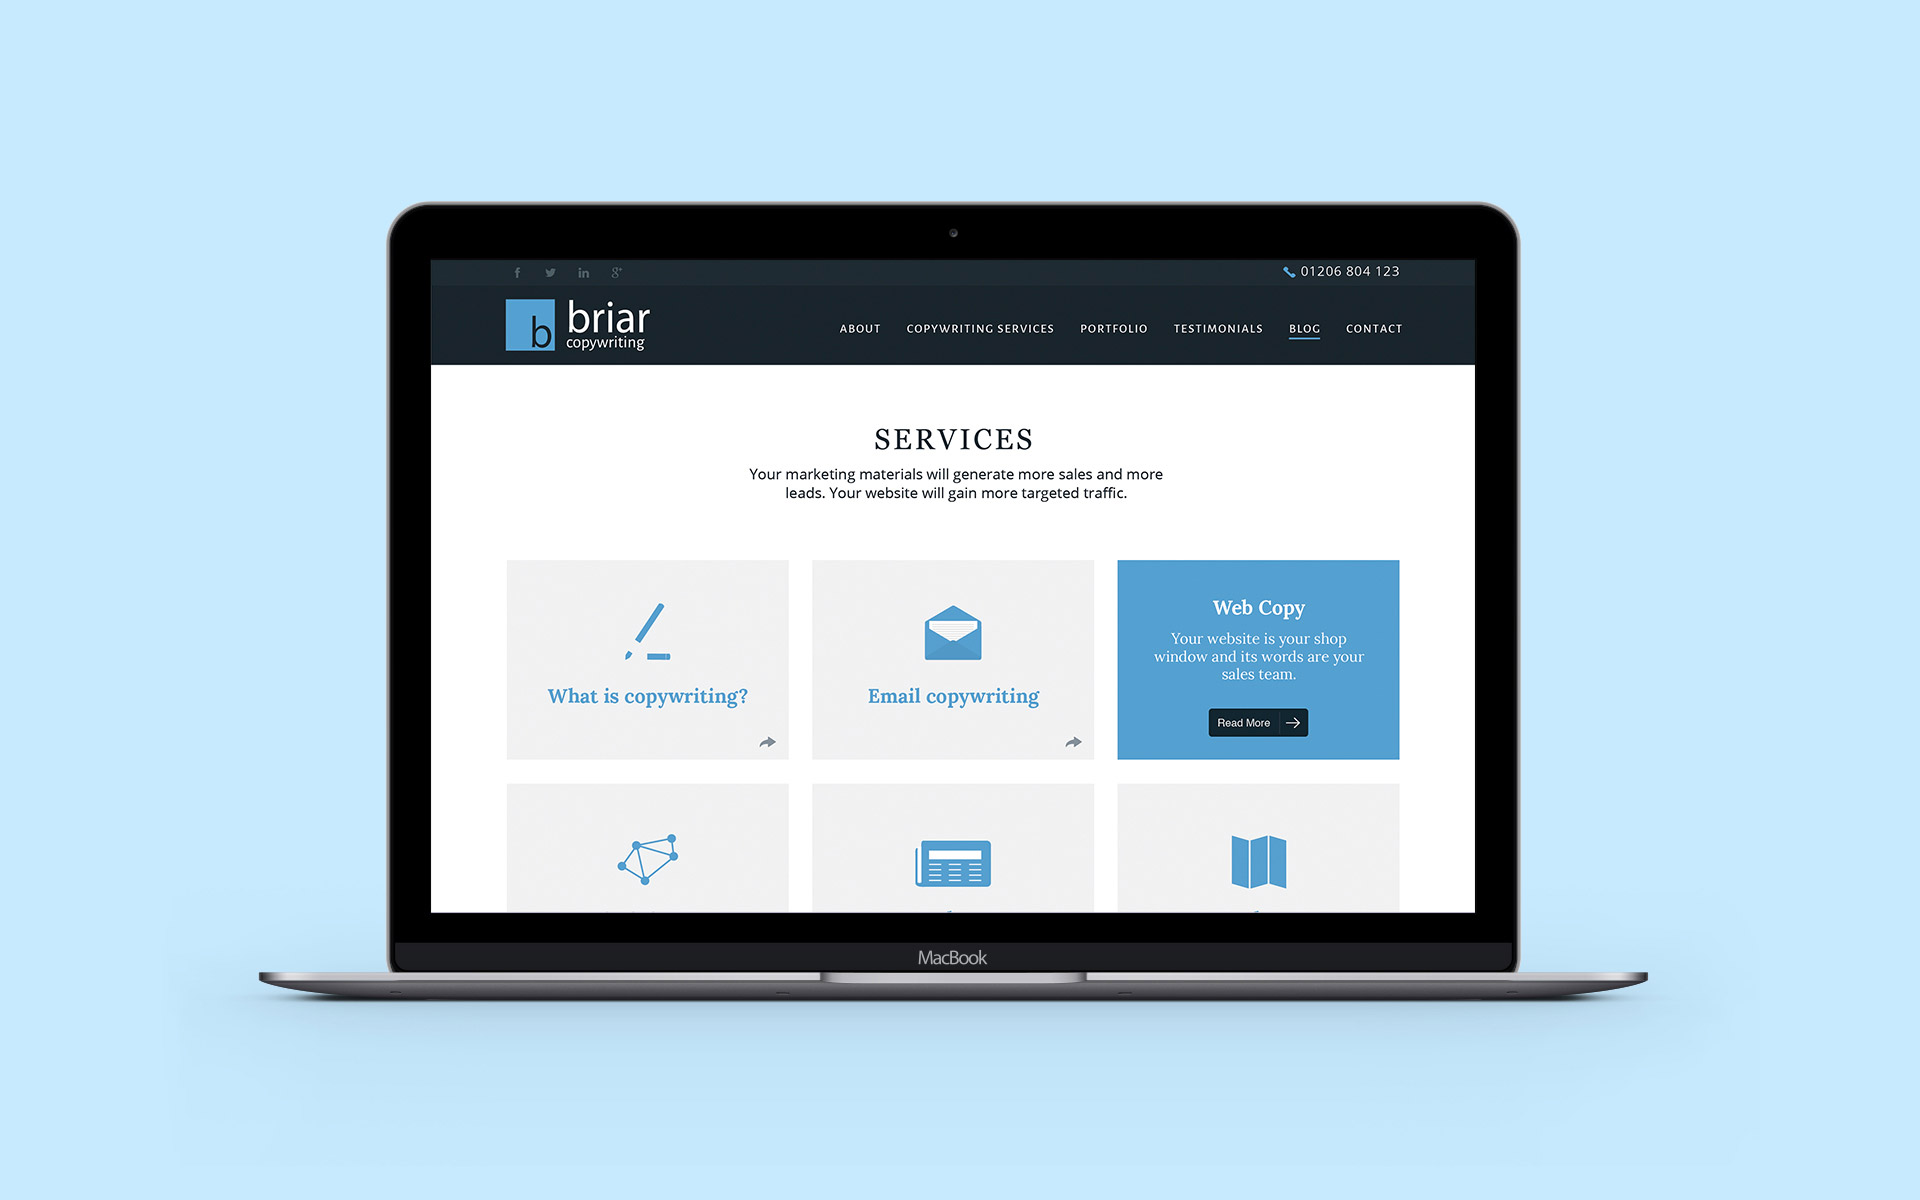 01206 804 123
b
briar
copywriting
ABOUT COPYWRITING SERVICES PORTFOLIO TESTIMONIALS BLOG CONTACT
SERVICES
Your marketing materials will generate more sales and more
leads. Your website will gain more targeted traffic.
What is copywriting?
Email copywriting
Web Copy
Your website is your shop
window and its words are your
sales team.
Read More
MacBook